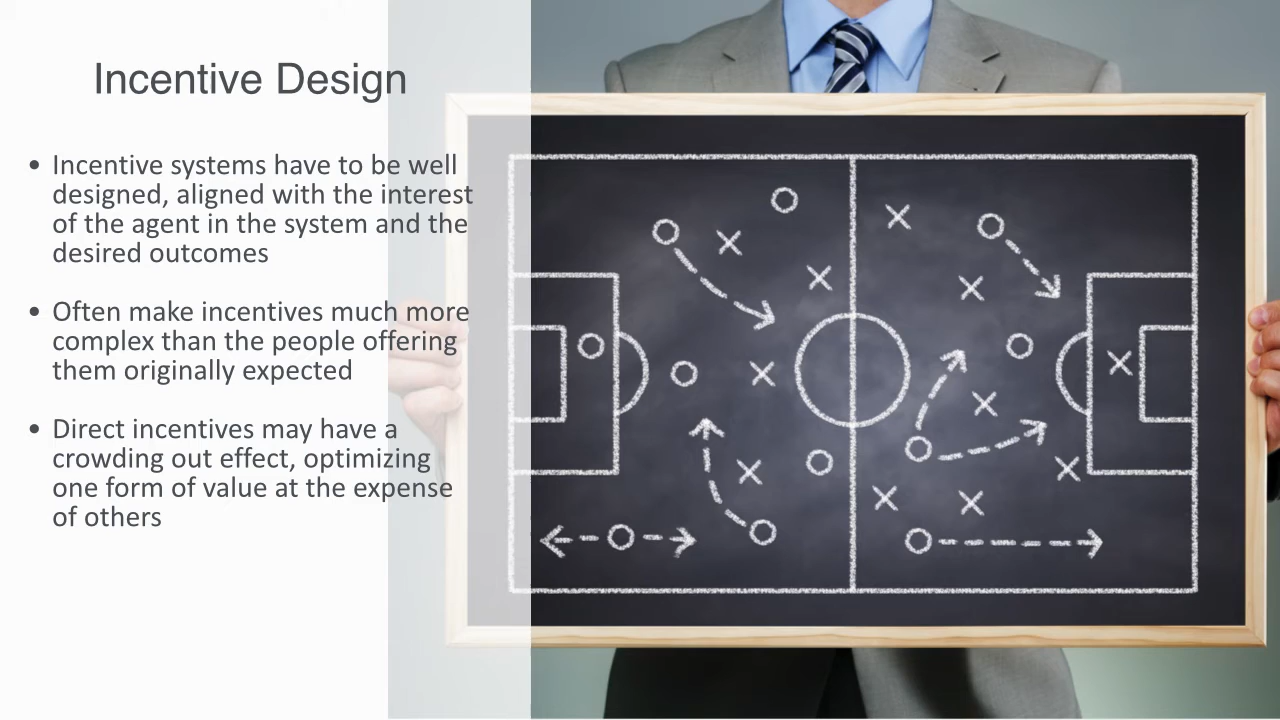 Incentive Design
• Incentive systems have to be well
designed, aligned with the interest
of the agent in the system and the
desired outcomes
• Often make incentives much more
complex than the people offering
them originally expected
• Direct incentives may have a
crowding out effect, optimizing
one form of value at the expense
of others